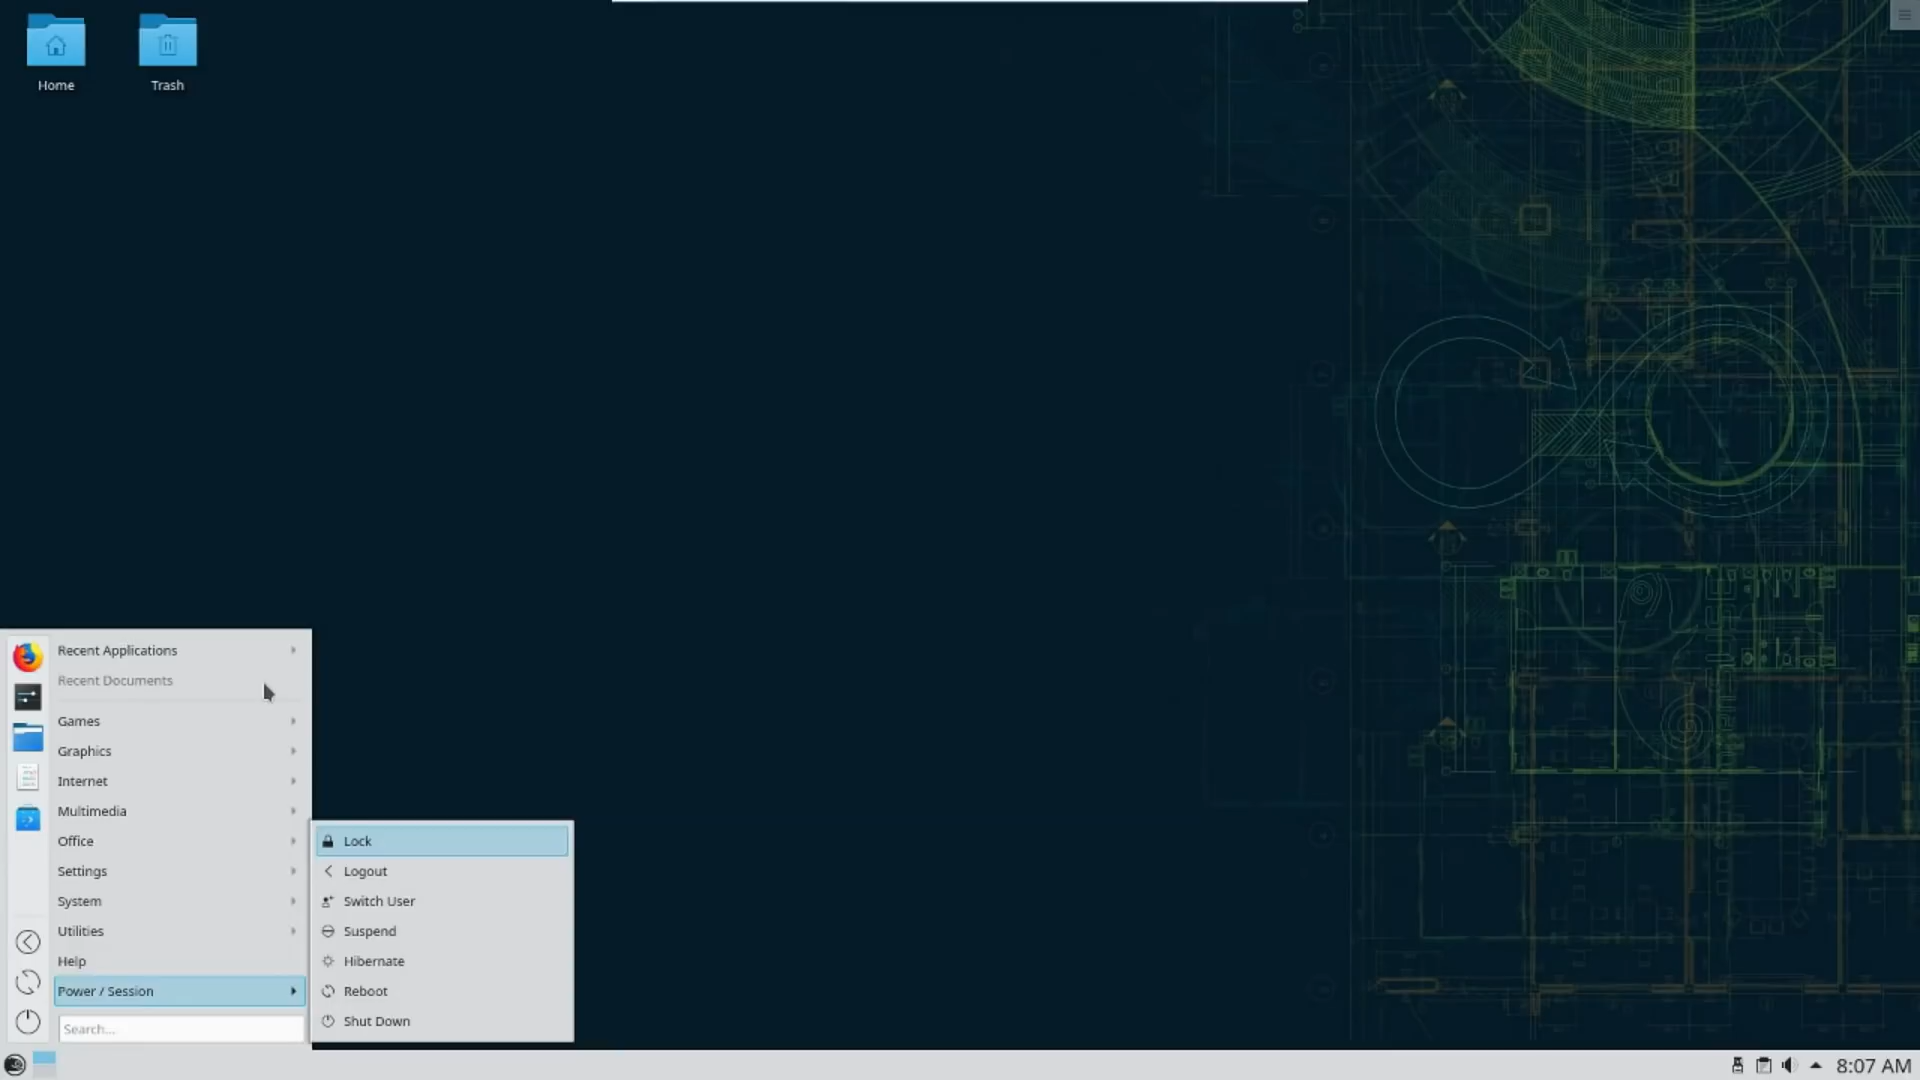 Home
Trash
Recent Applications
Recent Documents
Games
Graphics
Internet
Multimedia
Office
Settings
System
Utilities
Help
Power / Session
Search...
Lock
Logout
Switch User
Suspend
Hibernate
Reboot
Shut Down
8:07 AM